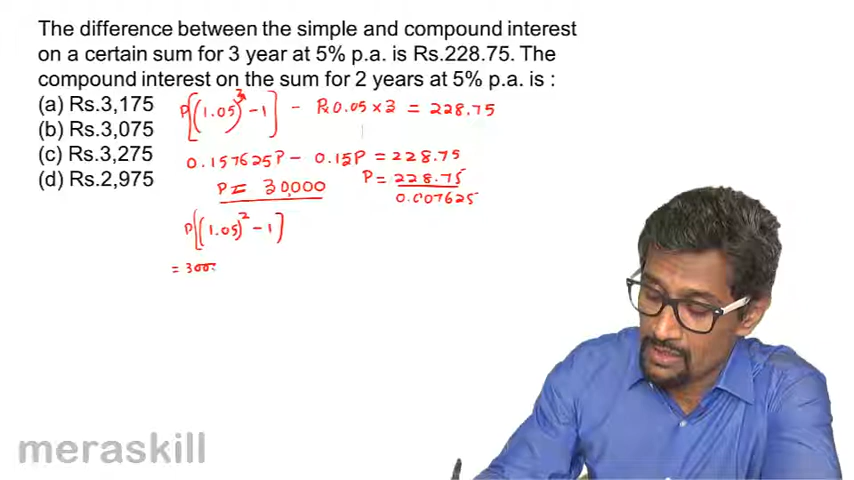 The difference between the simple and compound interest
on a certain sum for 3 year at 5% p.a. is Rs.228.75. The
compound interest on the sum for 2 years at 5% p.a. is :
(a) Rs.3,175
(b) Rs.3,075
(c) Rs.3,275
(d) Rs.2,975
P[(1.05)^3 - 1] - P×0.05×3 = 228.75
0.157625P - 0.15P = 228.75
P = 30,000
P = 228.75
0.007625
P[(1.05)^2 - 1]
= 300
meraskill